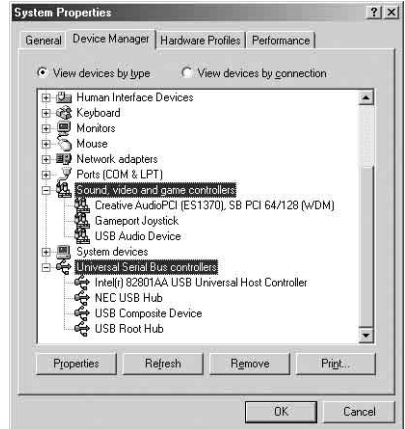 System Properties
General Device Manager Hardware Profiles Performance
View devices by type View devices by connection
Human Interface Devices
Keyboard
Monitors
Mouse
Network adapters
Ports (COM & LPT)
Sound, video and game controllers
Creative AudioPCI (ES1370), SB PCI 64/128 (WDM)
Gameport Joystick
USB Audio Device
System devices
Universal Serial Bus controllers
Intel(r) 82801AA USB Universal Host Controller
NEC USB Hub
USB Composite Device
USB Root Hub
Properties Refresh Remove Print...
OK Cancel